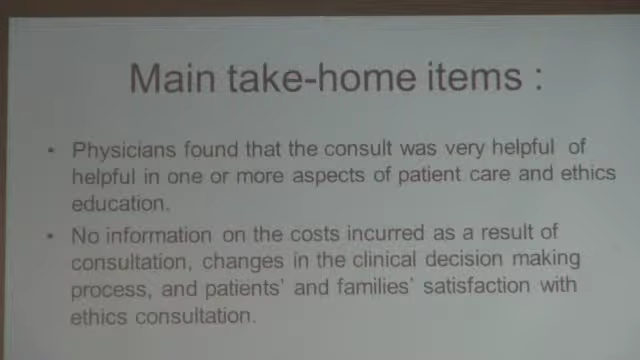 Main take-home items :
• Physicians found that the consult was very helpful of
helpful in one or more aspects of patient care and ethics
education.
• No information on the costs incurred as a result of
consultation, changes in the clinical decision making
process, and patients' and families' satisfaction with
ethics consultation.